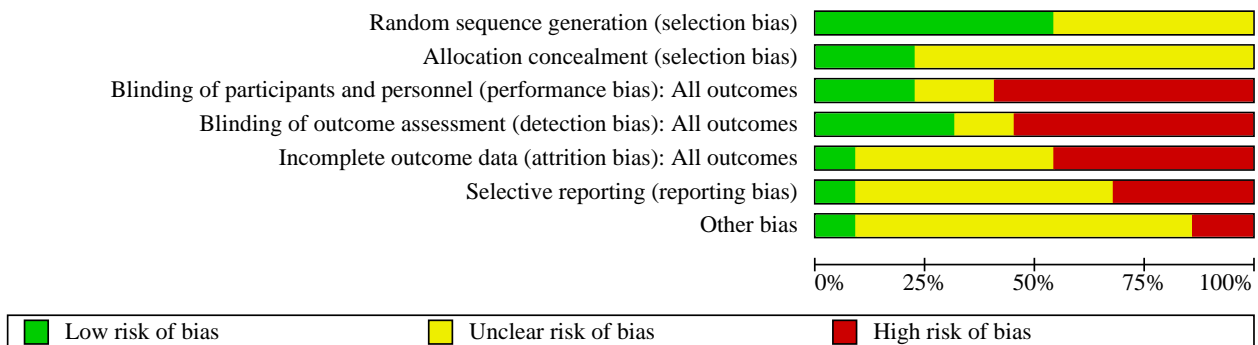 Random sequence generation (selection bias)
Allocation concealment (selection bias)
Blinding of participants and personnel (performance bias): All outcomes
Blinding of outcome assessment (detection bias): All outcomes
Incomplete outcome data (attrition bias): All outcomes
Selective reporting (reporting bias)
Other bias
0% 25% 50% 75% 100%
Low risk of bias Unclear risk of bias High risk of bias